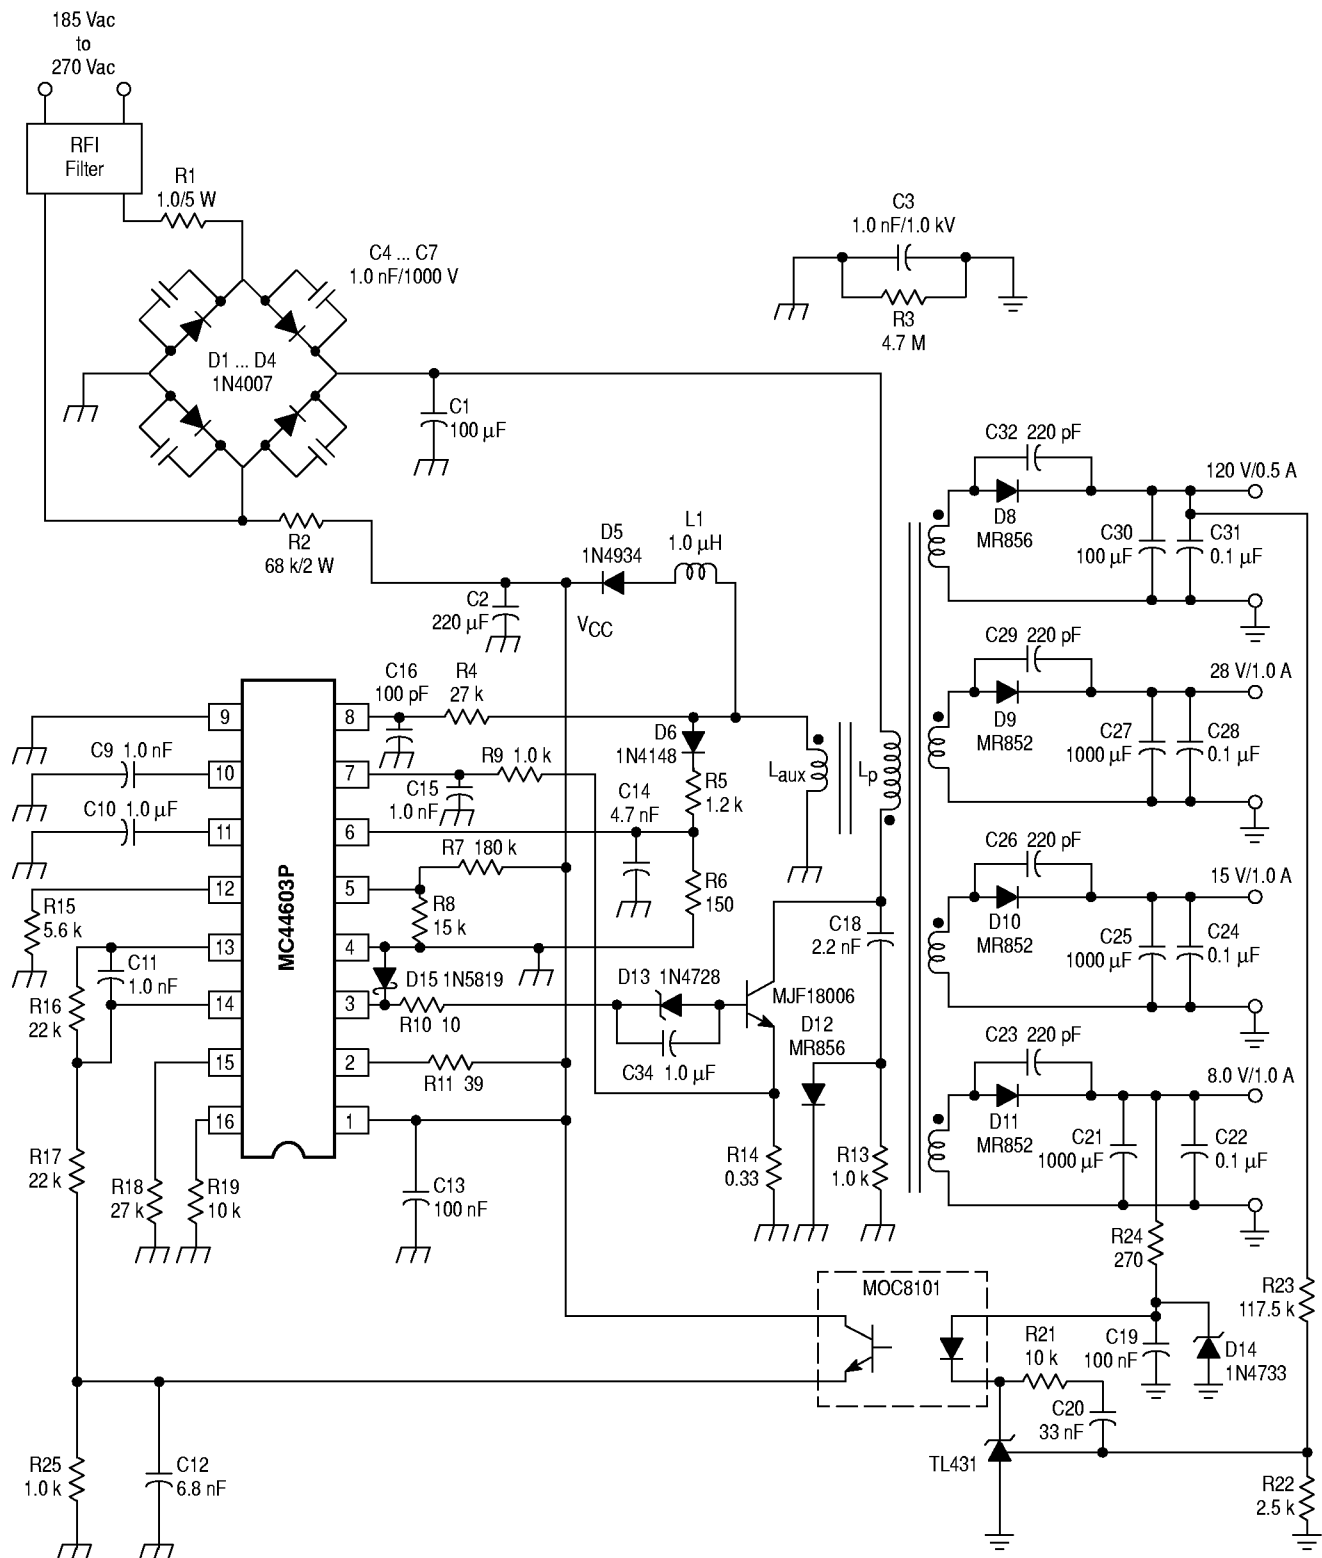 185 Vac
to
270 Vac
RFI
Filter
R1
1.0/5 W
C3
1.0 nF/1.0 kV
C4 ... C7
1.0 nF/1000 V
R3
4.7 M
D1 ... D4
1N4007
C1
100 µF
C32 220 pF
120 V/0.5 A
D8
MR856
C30
100 µF
C31
0.1 µF
R2
68 k/2 W
D5
1N4934
L1
1.0 µH
C2
220 µF
VCC
C29 220 pF
28 V/1.0 A
D9
MR852
C27
1000 µF
C28
0.1 µF
C16
100 pF
R4
27 k
D6
1N4148
R9 1.0 k
C15
1.0 nF
C14
4.7 nF
R5
1.2 k
Laux
Lp
C9 1.0 nF
C10 1.0 µF
9
10
11
12
13
14
15
16
MC44603P
8
7
6
5
4
3
2
1
R7 180 k
R8
15 k
R6
150
C26 220 pF
15 V/1.0 A
D10
MR852
C25
1000 µF
C24
0.1 µF
R15
5.6 k
C11
1.0 nF
R16
22 k
D15 1N5819
R10 10
D13 1N4728
C34 1.0 µF
MJF18006
C18
2.2 nF
D12
MR856
R11 39
C23 220 pF
8.0 V/1.0 A
D11
MR852
C21
1000 µF
C22
0.1 µF
R17
22 k
R18
27 k
R19
10 k
C13
100 nF
R14
0.33
R13
1.0 k
R24
270
MOC8101
R21
10 k
C19
100 nF
D14
1N4733
R23
117.5 k
C20
33 nF
TL431
R22
2.5 k
R25
1.0 k
C12
6.8 nF